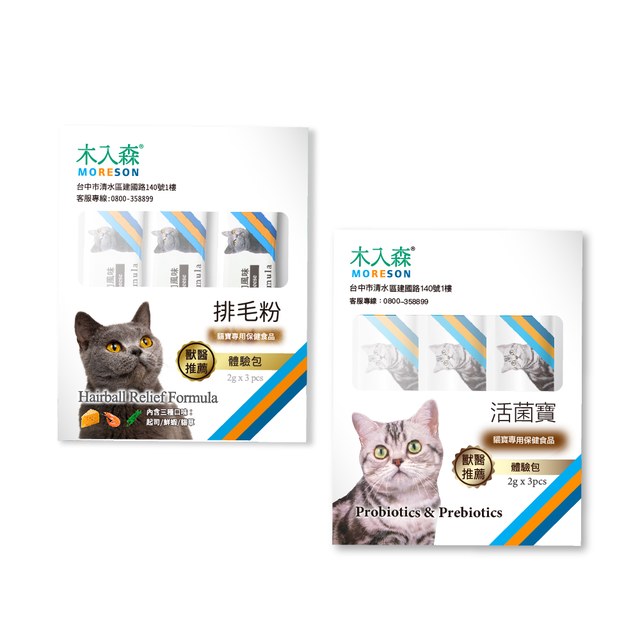 木入森®
MORESON
台中市清水區建國路140號1樓
客服專線:0800-358899
排毛粉
貓寶專用保健食品
獸醫
推薦
體驗包
2g x 3 pcs
Hairball Relief Formula
內含三種口味:
起司/鮮蝦/貓草
木入森®
MORESON
台中市清水區建國路140號1樓
客服專線:0800-358899
活菌寶
貓寶專用保健食品
獸醫
推薦
體驗包
2g x 3pcs
Probiotics & Prebiotics